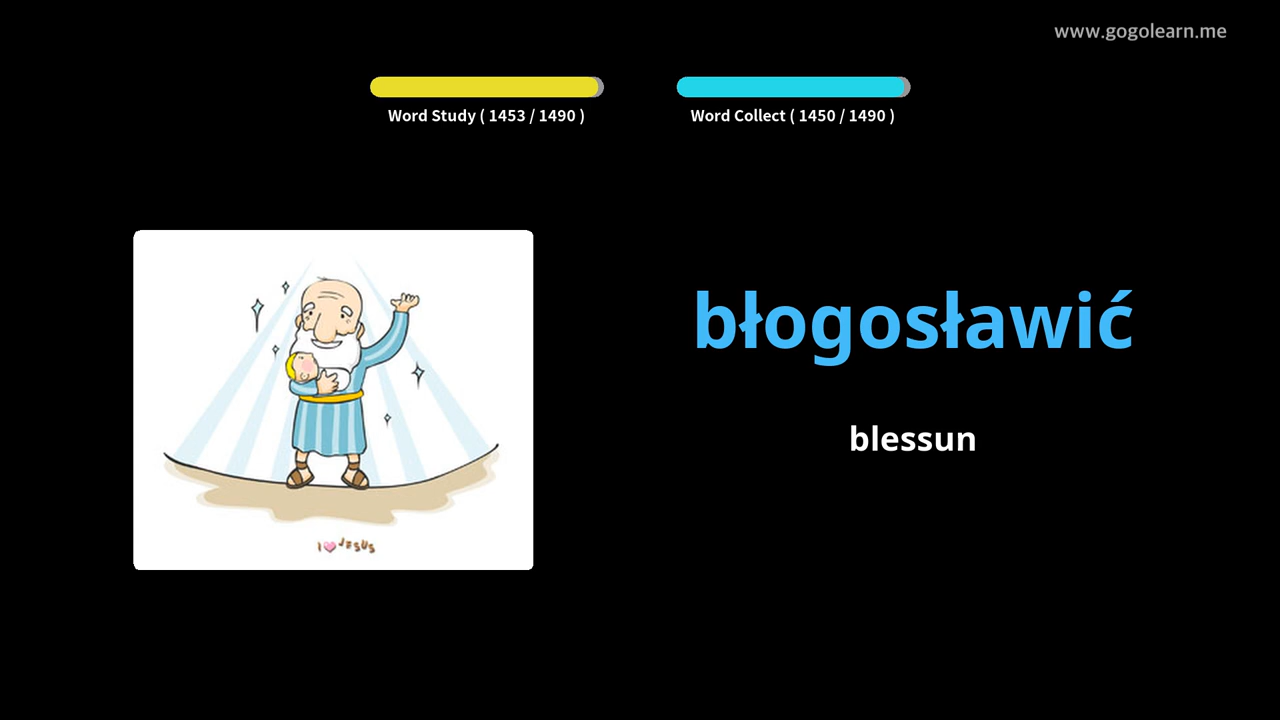 www.gogolearn.me
Word Study ( 1453 / 1490 )
Word Collect ( 1450 / 1490 )
błogosławić
blessun
I JESUS